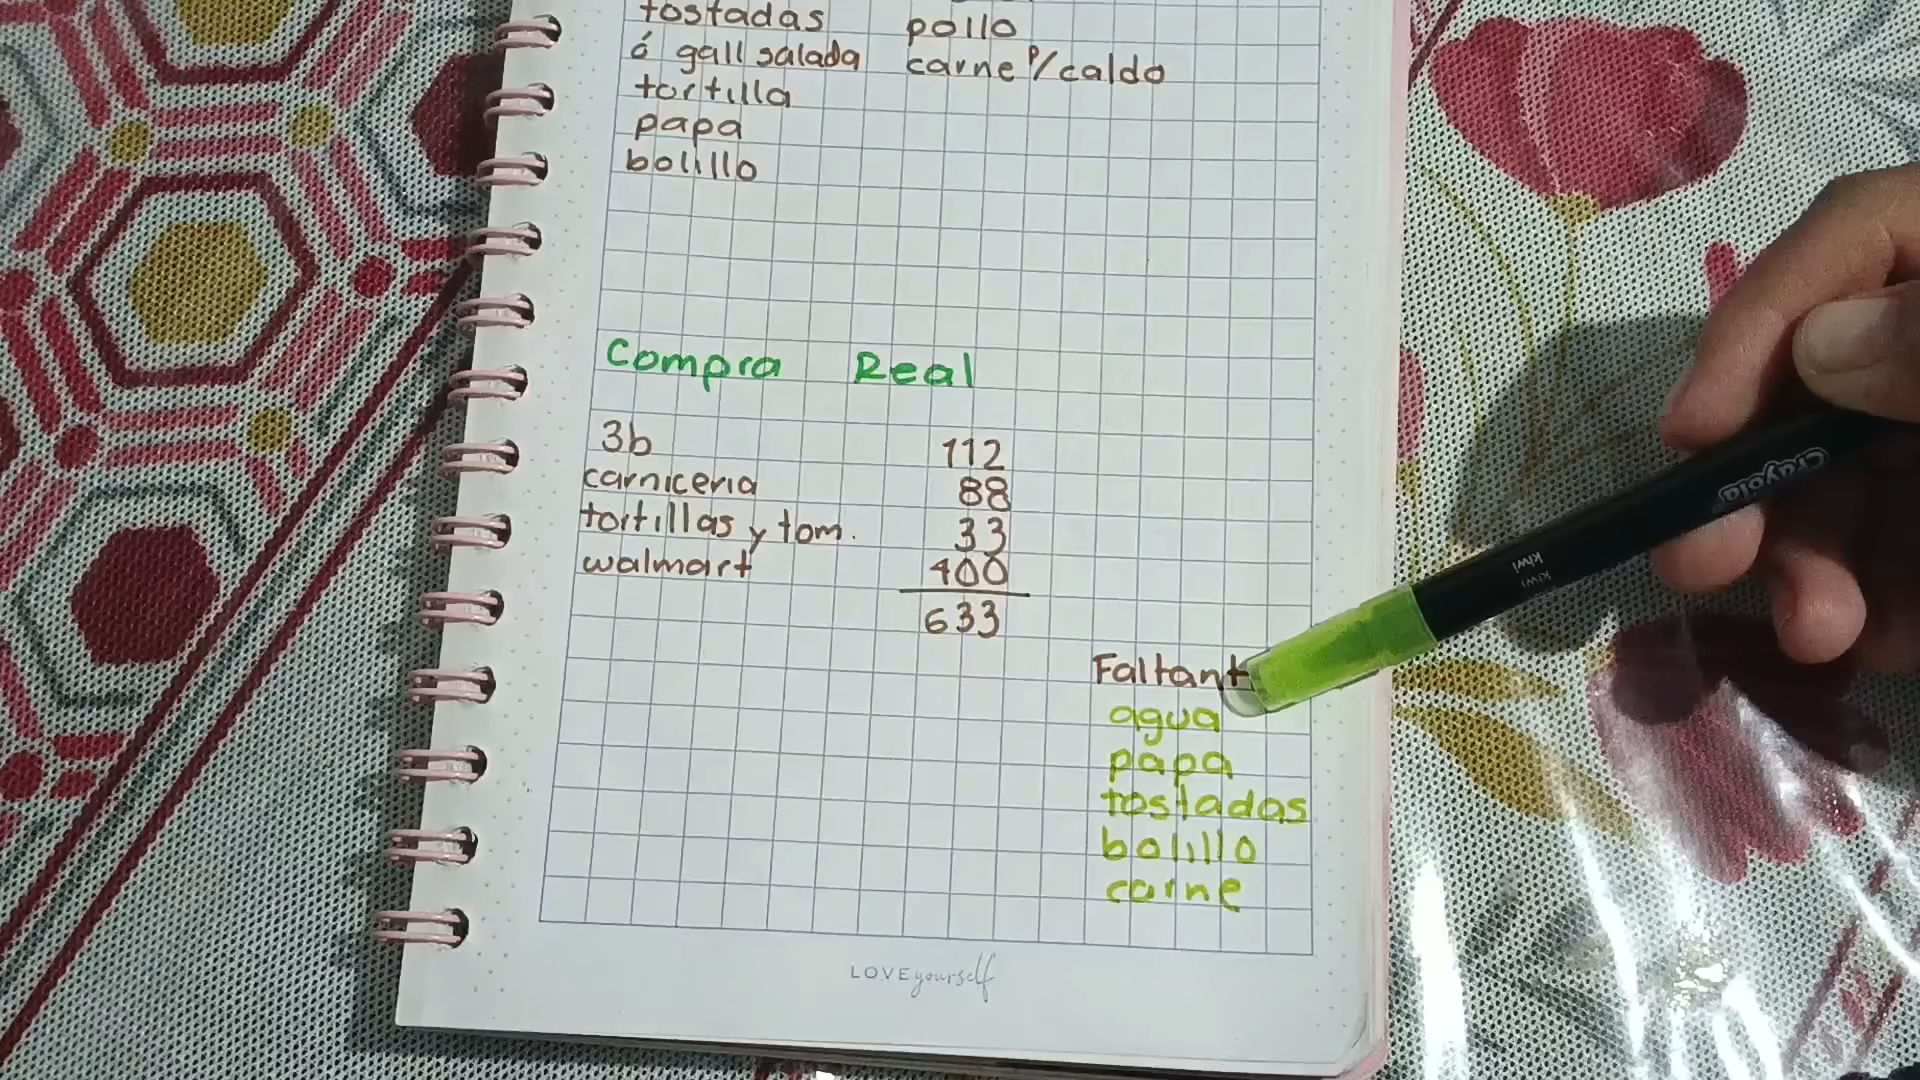 tostadas pollo
ó gall salada carne p/caldo
tortilla
papa
bolillo
Compra Real
3b 112
carniceria 88
tortillas y tom. 33
walmart 400
633
Faltant
agua
papa
tostadas
bolillo
carne
LOVE yourself
Crayola
kiwi
kiwi